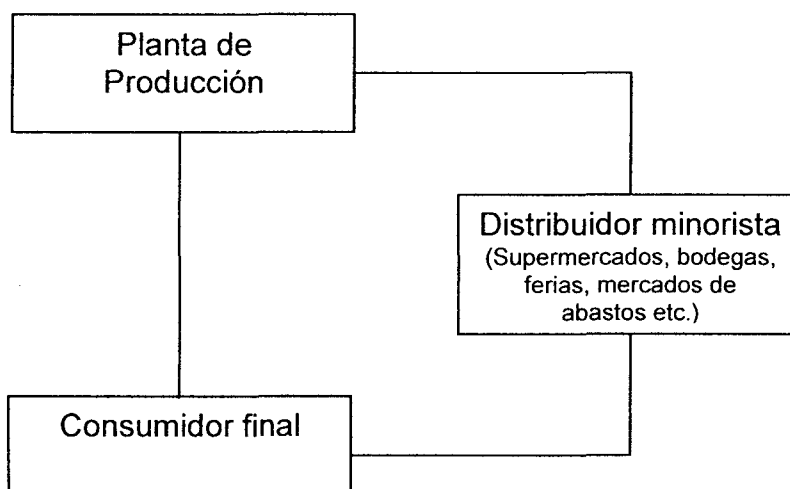 Planta de
Producción
Distribuidor minorista
(Supermercados, bodegas,
ferias, mercados de
abastos etc.)
Consumidor final